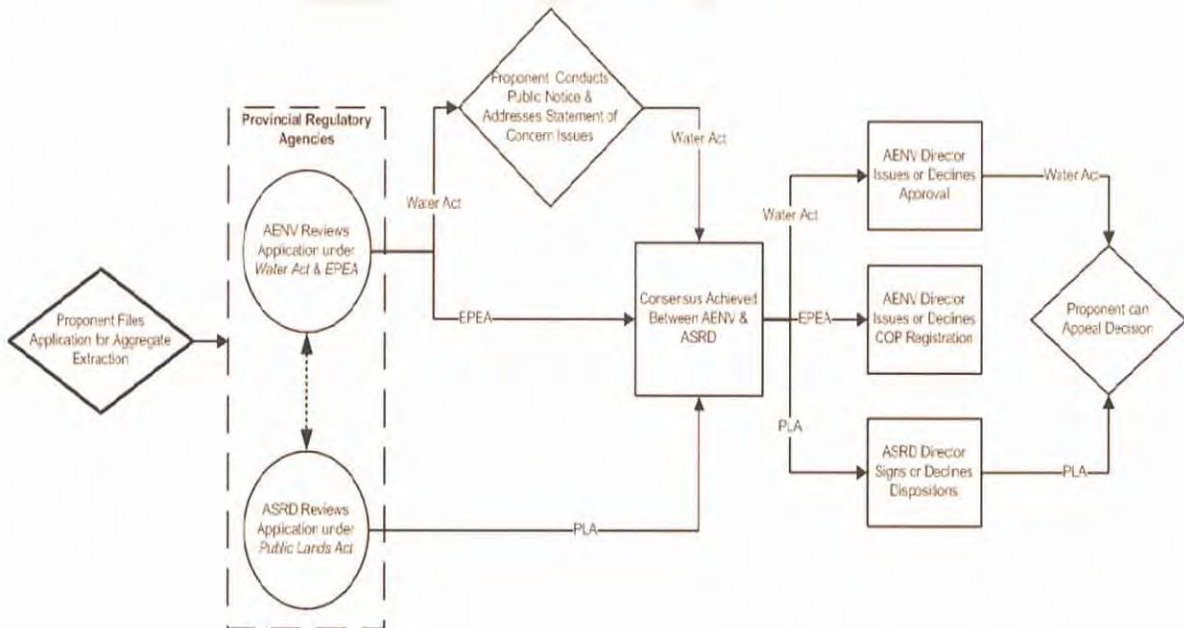 Proponent Files
Application for Aggregate
Extraction
Provincial Regulatory
Agencies
AENV Reviews
Application under
Water Act & EPEA
ASRD Reviews
Application under
Public Lands Act
Water Act
EPEA
PLA
Proponent Conducts
Public Notice &
Addresses Statement of
Concern Issues
Water Act
Consensus Achieved
Between AENV &
ASRD
Water Act
EPEA
PLA
AENV Director
Issues or Declines
Approval
AENV Director
Issues or Declines
COP Registration
ASRD Director
Signs or Declines
Dispositions
Water Act
PLA
Proponent can
Appeal Decision